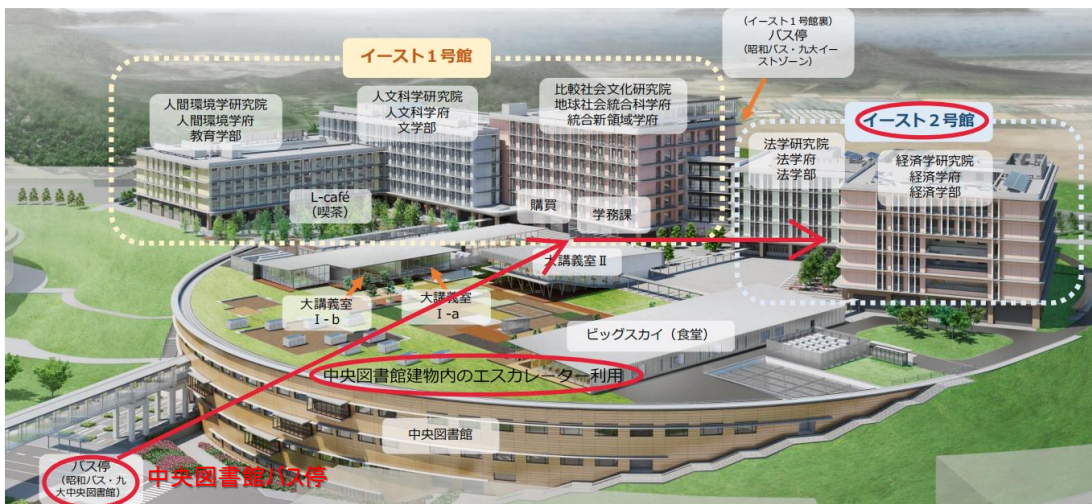 イースト１号館
(イースト１号館裏)
バス停
(昭和バス・九大イー
ストゾーン)
人間環境学研究院
人間環境学府
教育学部
人文科学研究院
人文科学府
文学部
比較社会文化研究院
地球社会統合科学府
統合新領域学府
イースト２号館
法学研究院
法学府
法学部
経済学研究院
経済学府
経済学部
L-café
(喫茶)
購買
学務課
大講義室Ⅱ
大講義室
Ⅰ-b
大講義室
Ⅰ-a
ビッグスカイ（食堂）
中央図書館建物内のエスカレーター利用
中央図書館
バス停
(昭和バス・九
大中央図書館)
中央図書館バス停